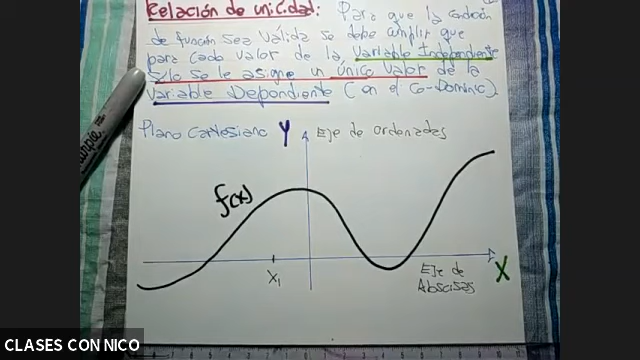 Relación de unicidad: Para que la condición
de función sea válida se debe cumplir que
para cada valor de la Variable Independiente
Sólo se le asigne un único valor de la
Variable Dependiente (en el Co-Dominio).
Plano Cartesiano Y Eje de ordenadas
f(x)
X1
Eje de
Abscisas
X
CLASES CON NICO